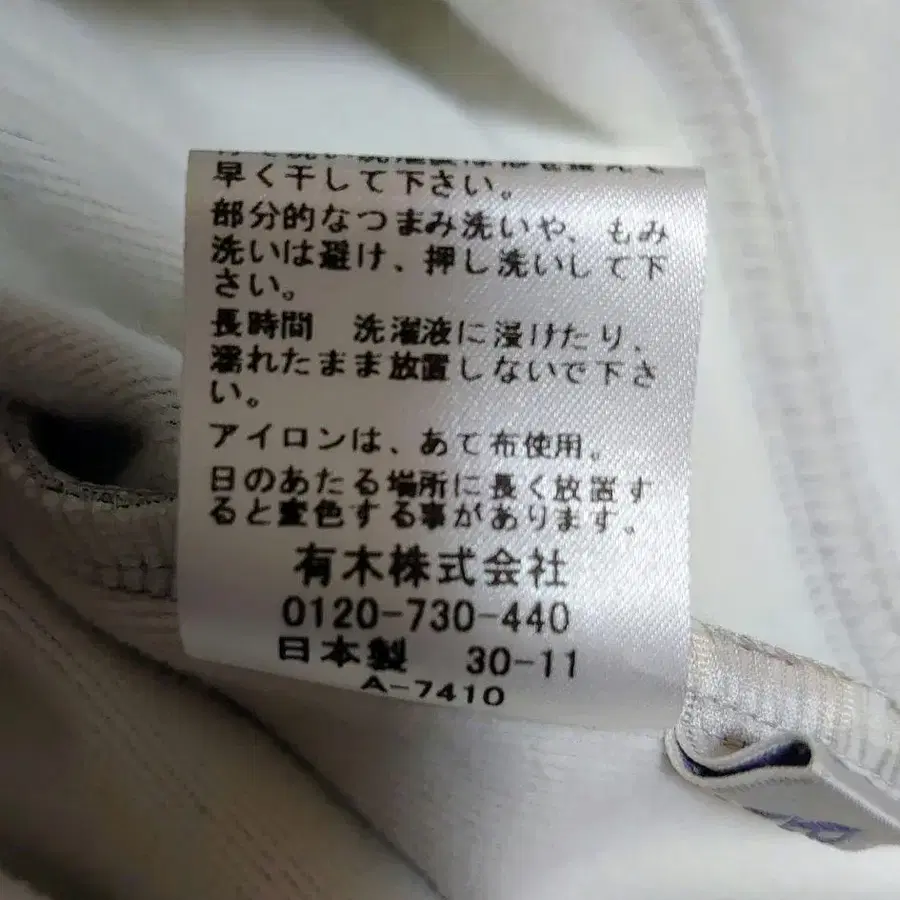 早く干して下さい。
部分的なつまみ洗いや、もみ
洗いは避け、押し洗いして下
さい。
長時間　洗濯液に浸けたり、
濡れたまま放置しないで下さ
い。
アイロンは、あて布使用。
日のあたる場所に長く放置す
ると変色する事があります。
有木株式会社
0120-730-440
日本製　30-11
A-7410